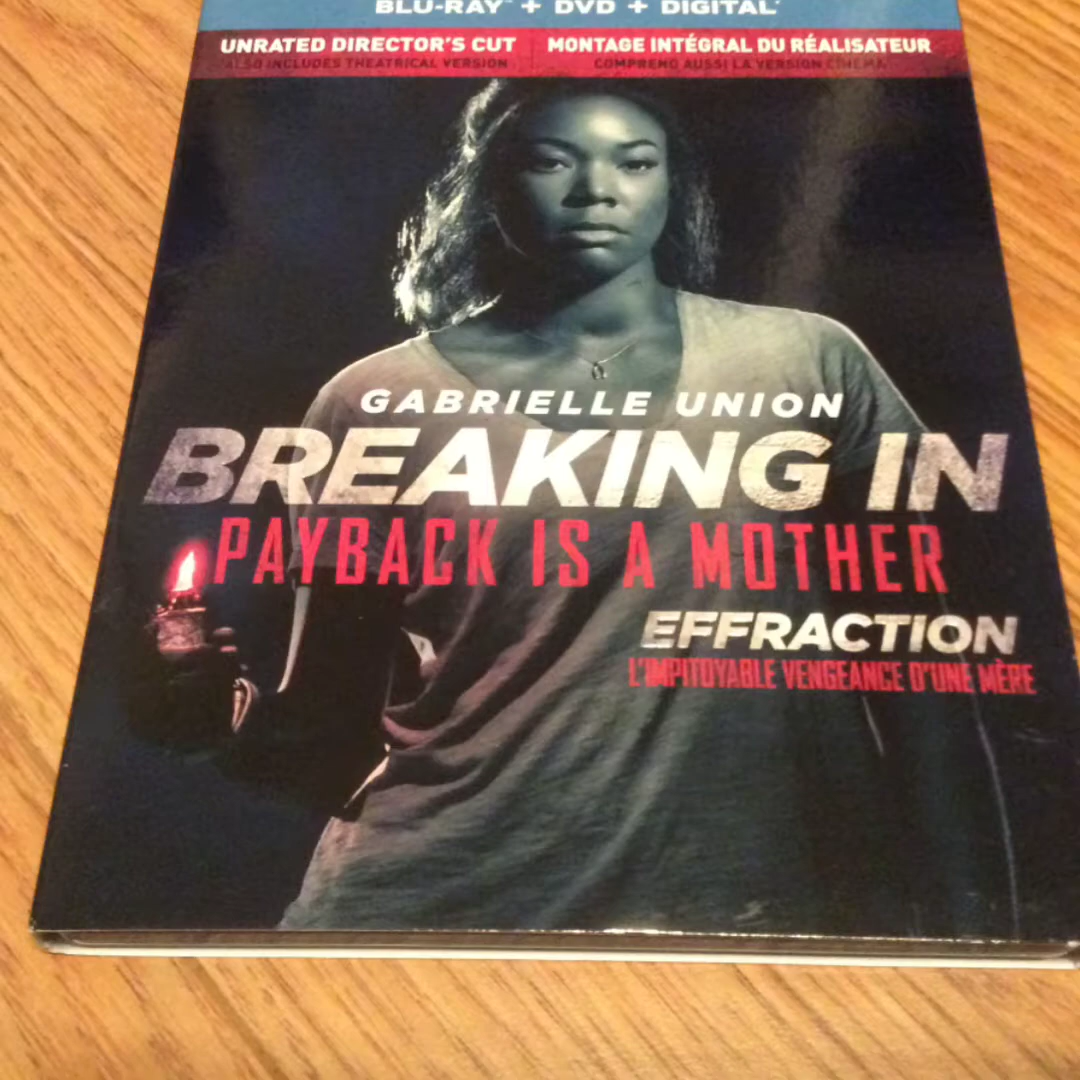 BLU-RAY™ + DVD + DIGITAL
UNRATED DIRECTOR'S CUT
ALSO INCLUDES THEATRICAL VERSION
MONTAGE INTÉGRAL DU RÉALISATEUR
COMPREND AUSSI LA VERSION CINÉMA
GABRIELLE UNION
BREAKING IN
PAYBACK IS A MOTHER
EFFRACTION
L'IMPITOYABLE VENGEANCE D'UNE MÈRE